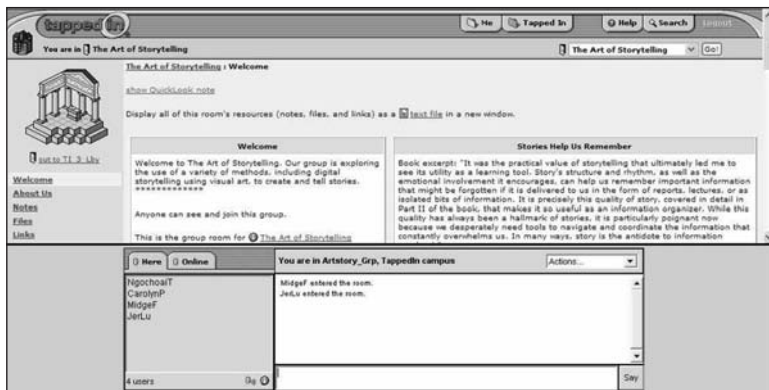 tapped in
Me
Tapped In
Help
Search
Logout
You are in The Art of Storytelling
The Art of Storytelling
Go!
The Art of Storytelling : Welcome
show QuickLook note
Display all of this room's resources (notes, files, and links) as a text file in a new window.
out to TI_3_Lby
Welcome
About Us
Notes
Files
Links
Welcome
Welcome to The Art of Storytelling. Our group is exploring
the use of a variety of methods, including digital
storytelling using visual art, to create and tell stories.
************
Anyone can see and join this group.
This is the group room for The Art of Storytelling
Stories Help Us Remember
Book excerpt: "It was the practical value of storytelling that ultimately led me to
see its utility as a learning tool. Story's structure and rhythm, as well as the
emotional involvement it encourages, can help us remember important information
that might be forgotten if it is delivered to us in the form of reports, lectures, or as
isolated bits of information. It is precisely this quality of story, covered in detail in
Part II of the book, that makes it so useful as an information organizer. While this
quality has always been a hallmark of stories, it is particularly poignant now
because we desperately need tools to navigate and coordinate the information that
constantly overwhelms us. In many ways, story is the antidote to information
Here
Online
You are in Artstory_Grp, TappedIn campus
Actions...
NgochoaiT
CarolynP
MidgeF
JerLu
MidgeF entered the room.
JerLu entered the room.
4 users
Say